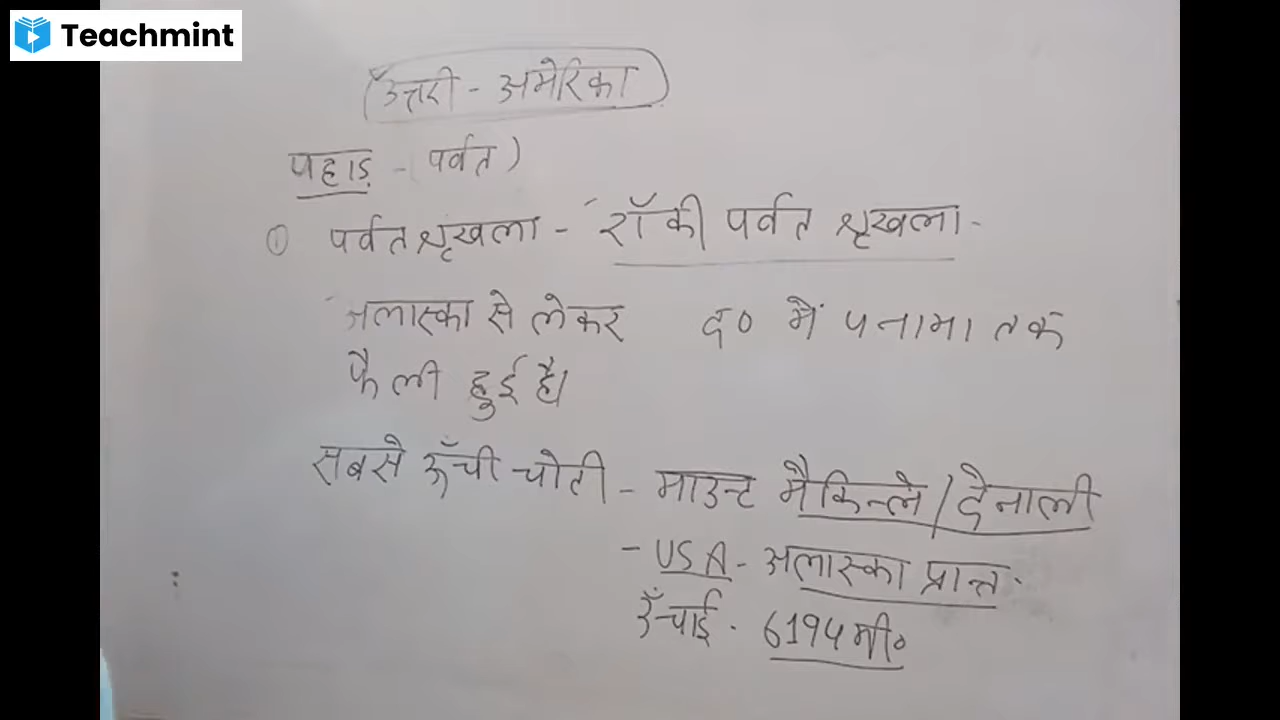 Teachmint
उत्तरी - अमेरिका
पहाड़ - (पर्वत)
① पर्वत श्रृखला - रॉकी पर्वत श्रृखला -
अलास्का से लेकर द० में पनामा तक
फैली हुई है।
सबसे ऊँची चोटी - माउन्ट मैकिन्ले/देनाली
- USA - अलास्का प्रान्त
ऊँचाई - 6194 मी०